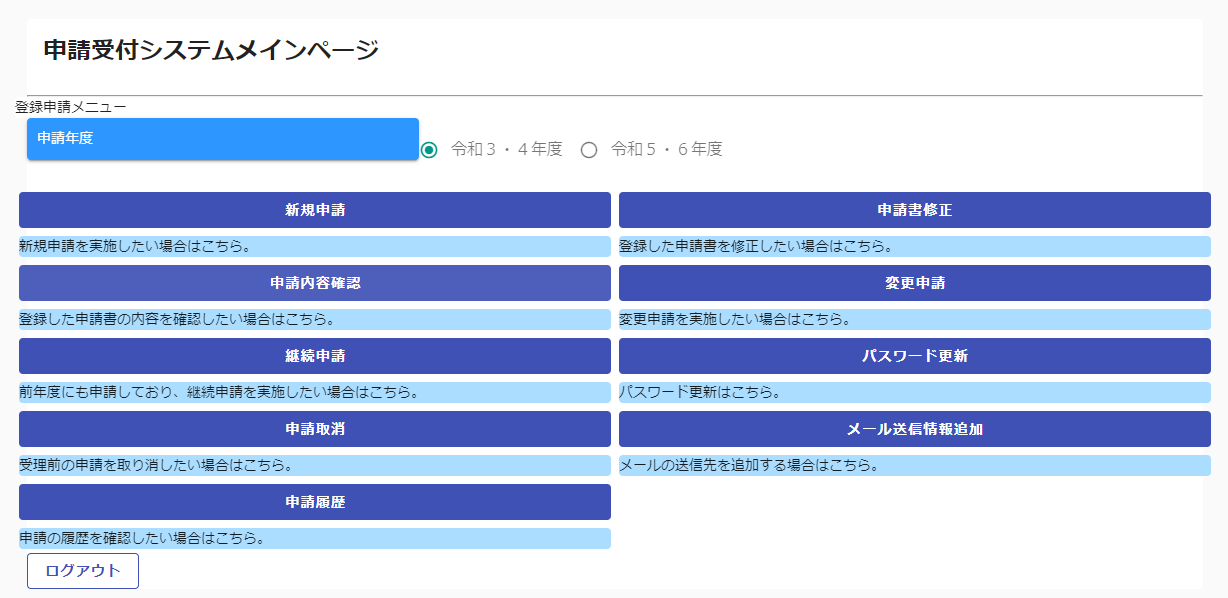 申請受付システムメインページ
登録申請メニュー
申請年度
令和３・４年度 令和５・６年度
新規申請 申請書修正
新規申請を実施したい場合はこちら。 登録した申請書を修正したい場合はこちら。
申請内容確認 変更申請
登録した申請書の内容を確認したい場合はこちら。 変更申請を実施したい場合はこちら。
継続申請 パスワード更新
前年度にも申請しており、継続申請を実施したい場合はこちら。 パスワード更新はこちら。
申請取消 メール送信情報追加
受理前の申請を取り消したい場合はこちら。 メールの送信先を追加する場合はこちら。
申請履歴
申請の履歴を確認したい場合はこちら。
ログアウト